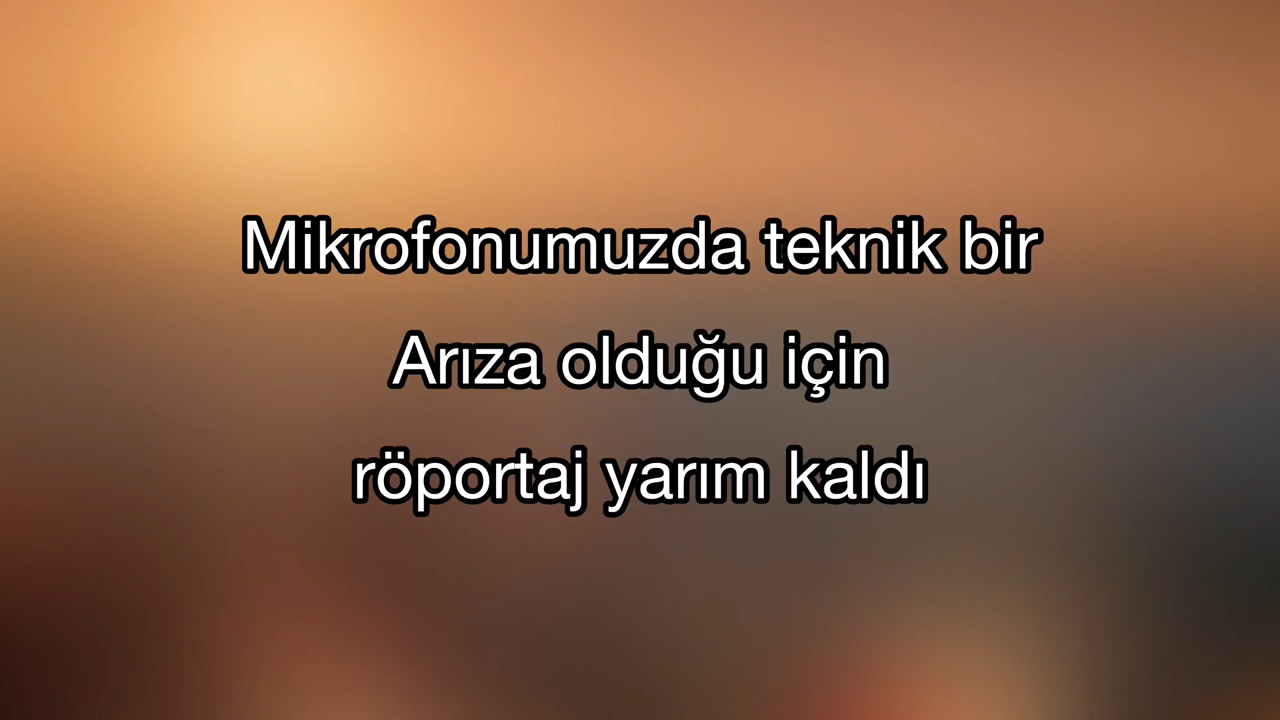 Mikrofonumuzda teknik bir
Arıza olduğu için
röportaj yarım kaldı